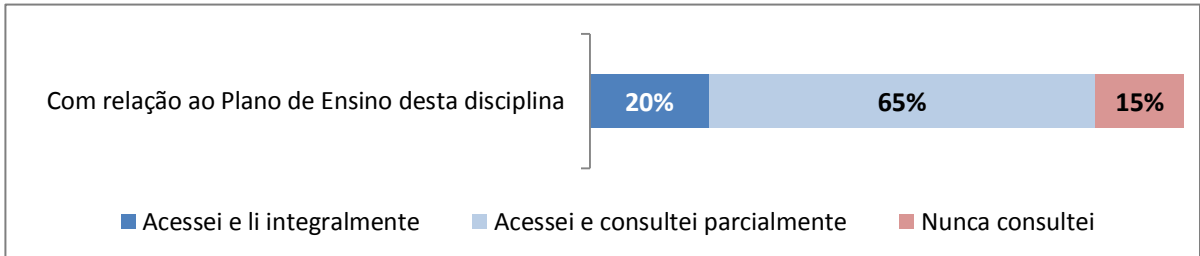 Com relação ao Plano de Ensino desta disciplina
20% 65% 15%
Acessei e li integralmente Acessei e consultei parcialmente Nunca consultei